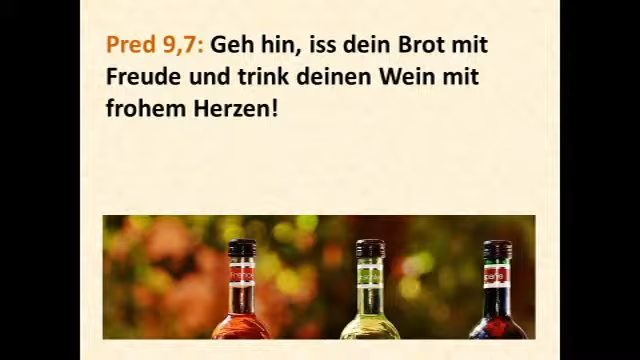 Pred 9,7: Geh hin, iss dein Brot mit
Freude und trink deinen Wein mit
frohem Herzen!